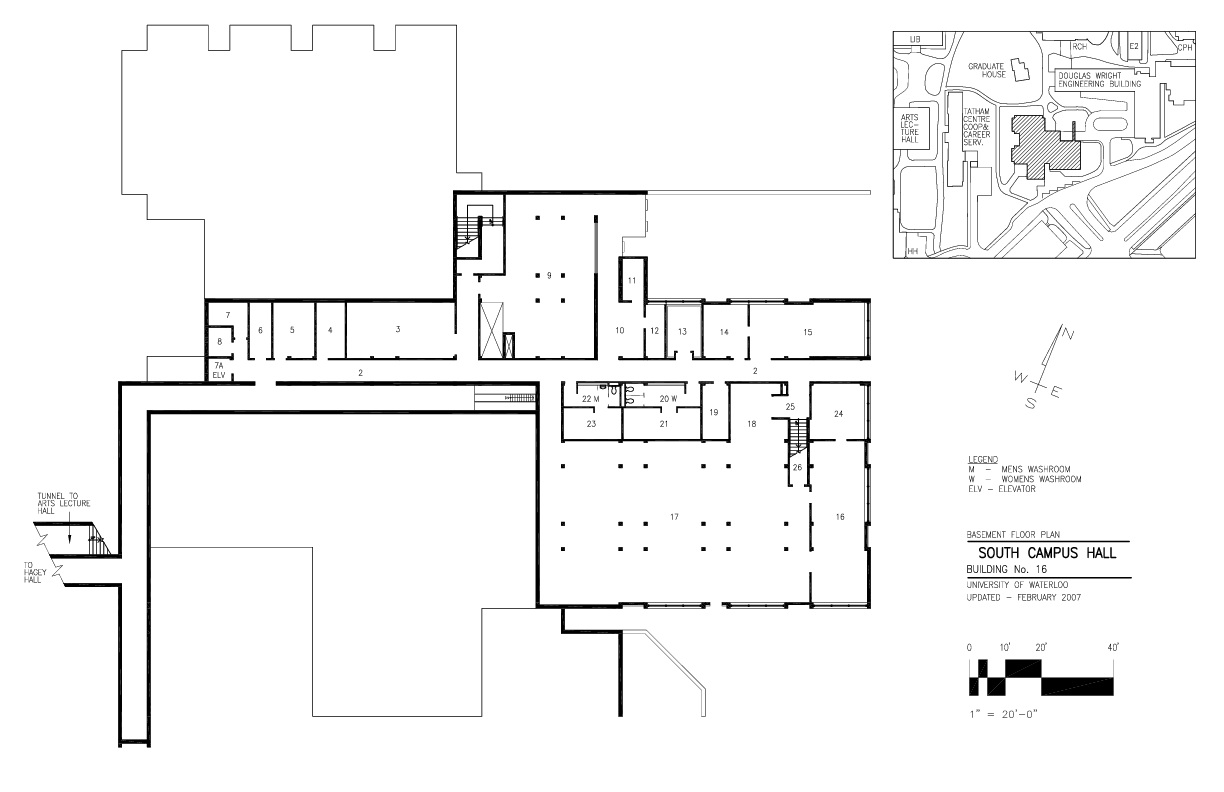 LIB
RCH
E2
CPH
GRADUATE
HOUSE
DOUGLAS WRIGHT
ENGINEERING BUILDING
ARTS
LEC-
TURE
HALL
TATHAM
CENTRE
COOP&
CAREER
SERV.
HH
9
11
7
6
5
4
3
10
12
13
14
15
8
7A
ELV
2
2
22 M
20 W
19
25
24
23
21
18
26
17
16
N
W
E
S
LEGEND
M – MENS WASHROOM
W – WOMENS WASHROOM
ELV – ELEVATOR
TUNNEL TO
ARTS LECTURE
HALL
TO
HAGEY
HALL
BASEMENT FLOOR PLAN
SOUTH CAMPUS HALL
BUILDING No. 16
UNIVERSITY OF WATERLOO
UPDATED – FEBRUARY 2007
0 10' 20' 40'
1" = 20'-0"